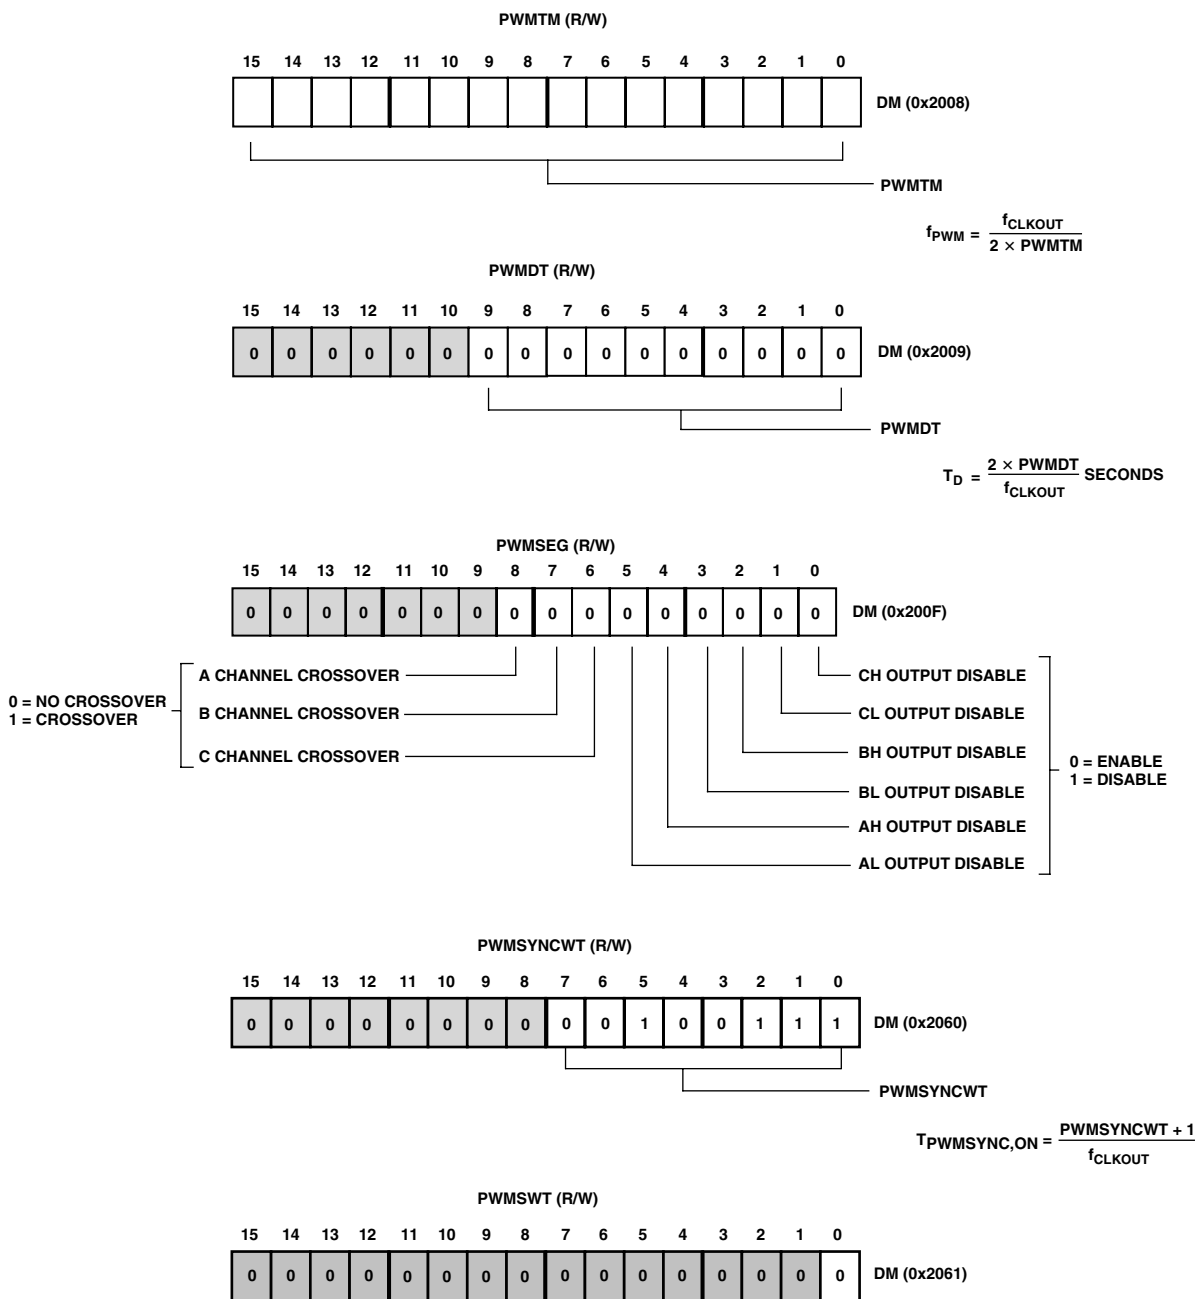 PWMTM (R/W)
15 14 13 12 11 10 9 8 7 6 5 4 3 2 1 0
DM (0x2008)
PWMTM
fPWM = fCLKOUT / 2 × PWMTM
PWMDT (R/W)
15 14 13 12 11 10 9 8 7 6 5 4 3 2 1 0
0 0 0 0 0 0 0 0 0 0 0 0 0 0 0 0 DM (0x2009)
PWMDT
TD = 2 × PWMDT / fCLKOUT SECONDS
PWMSEG (R/W)
15 14 13 12 11 10 9 8 7 6 5 4 3 2 1 0
0 0 0 0 0 0 0 0 0 0 0 0 0 0 0 0 DM (0x200F)
0 = NO CROSSOVER
1 = CROSSOVER
A CHANNEL CROSSOVER
B CHANNEL CROSSOVER
C CHANNEL CROSSOVER
CH OUTPUT DISABLE
CL OUTPUT DISABLE
BH OUTPUT DISABLE
BL OUTPUT DISABLE
AH OUTPUT DISABLE
AL OUTPUT DISABLE
0 = ENABLE
1 = DISABLE
PWMSYNCWT (R/W)
15 14 13 12 11 10 9 8 7 6 5 4 3 2 1 0
0 0 0 0 0 0 0 0 0 0 1 0 0 1 1 1 DM (0x2060)
PWMSYNCWT
TPWMSYNC,ON = PWMSYNCWT + 1 / fCLKOUT
PWMSWT (R/W)
15 14 13 12 11 10 9 8 7 6 5 4 3 2 1 0
0 0 0 0 0 0 0 0 0 0 0 0 0 0 0 0 DM (0x2061)